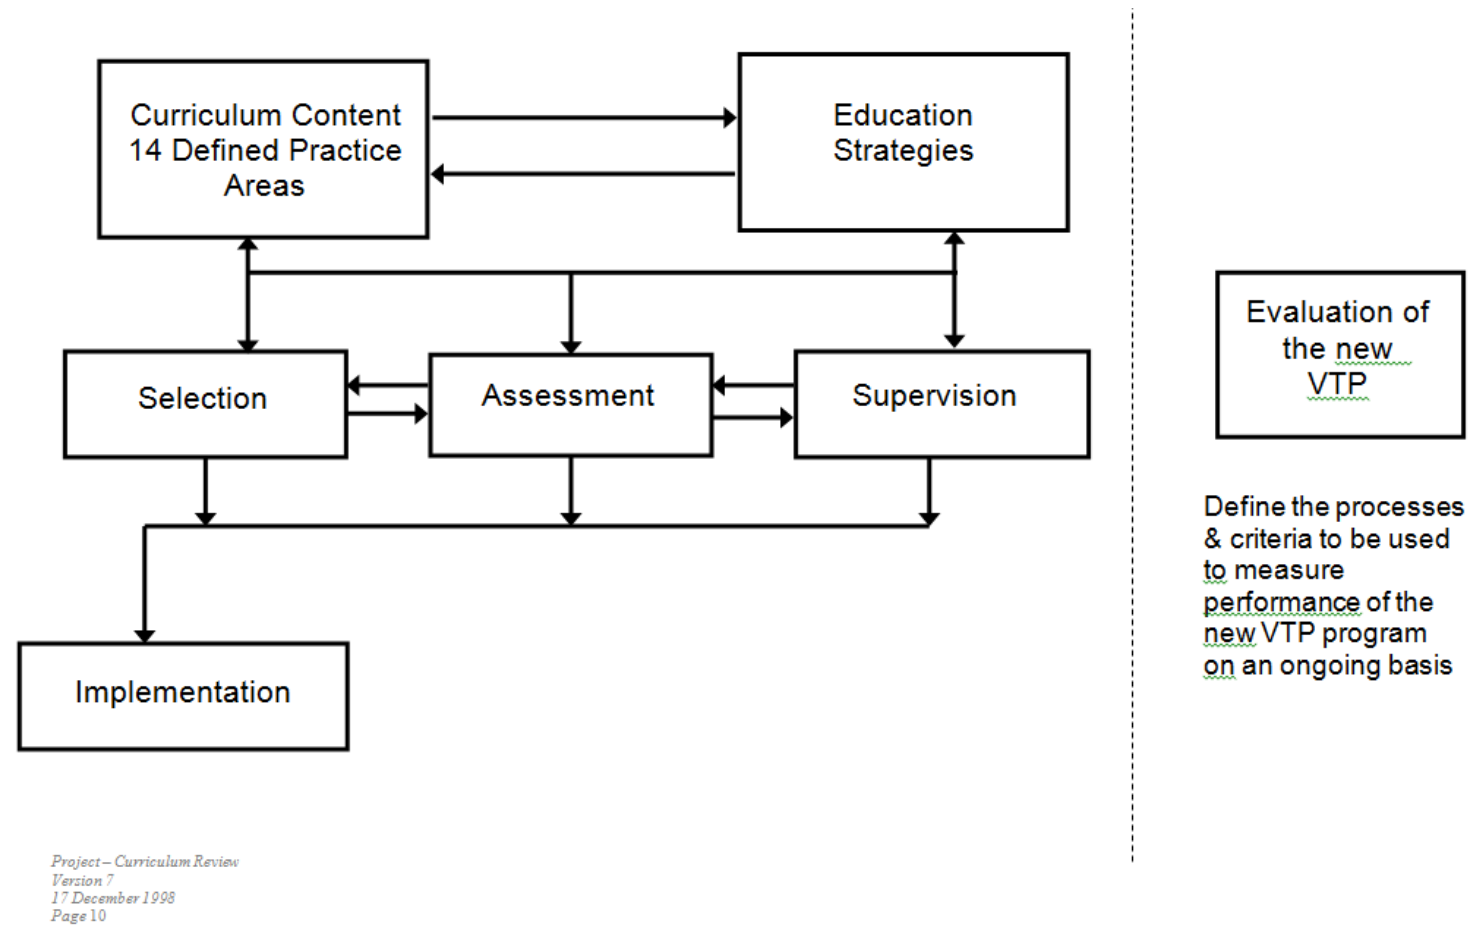 Curriculum Content
14 Defined Practice
Areas
Education
Strategies
Selection
Assessment
Supervision
Implementation
Evaluation of
the new
VTP
Define the processes
& criteria to be used
to measure
performance of the
new VTP program
on an ongoing basis
Project – Curriculum Review
Version 7
17 December 1998
Page 10